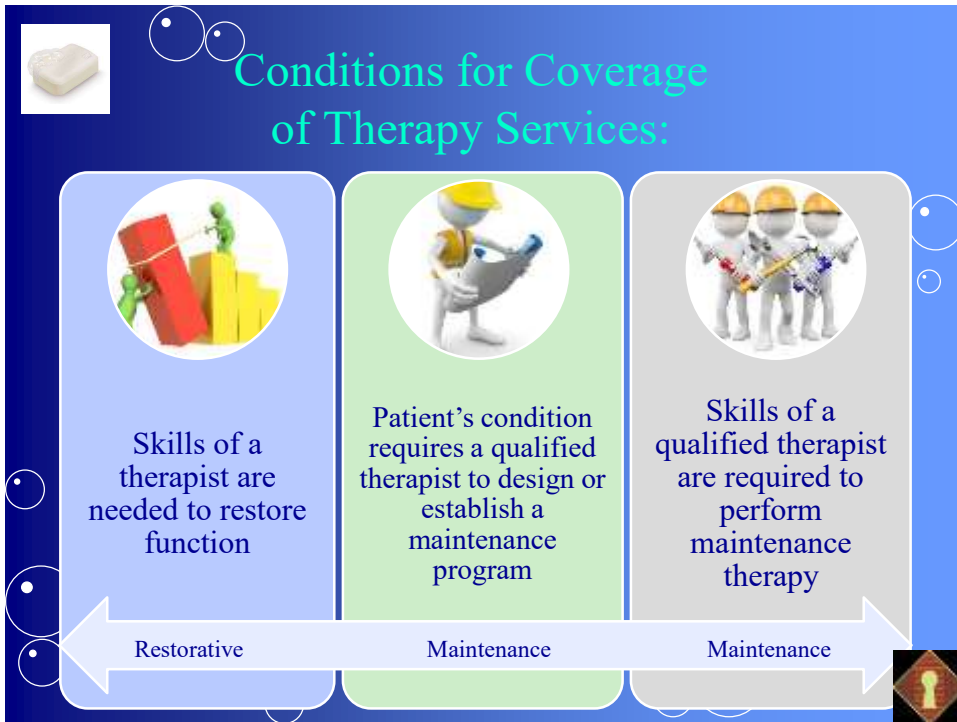 Conditions for Coverage
of Therapy Services:
Skills of a
therapist are
needed to restore
function
Patient’s condition
requires a qualified
therapist to design or
establish a
maintenance
program
Skills of a
qualified therapist
are required to
perform
maintenance
therapy
Restorative
Maintenance
Maintenance